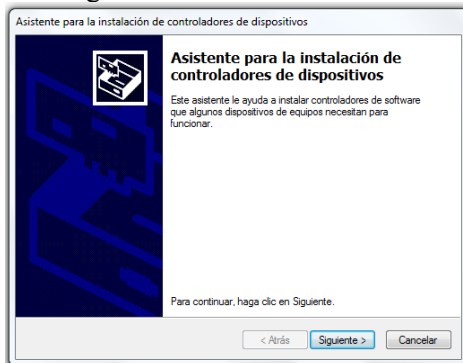 Asistente para la instalación de controladores de dispositivos
Asistente para la instalación de
controladores de dispositivos
Este asistente le ayuda a instalar controladores de software
que algunos dispositivos de equipos necesitan para
funcionar.
Para continuar, haga clic en Siguiente.
< Atrás
Siguiente >
Cancelar